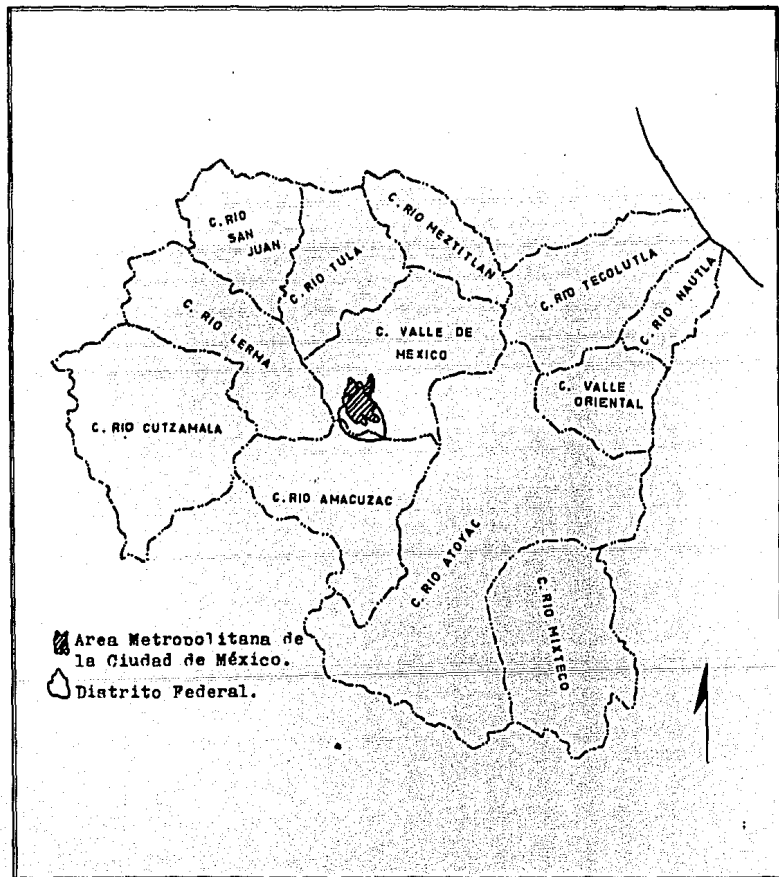 C. RIO
SAN
JUAN
C. RIO TULA
C. RIO MEZTITLAN
C. RIO TECOLUTLA
C. RIO NAUTLA
C. RIO LERMA
C. VALLE DE
MEXICO
C. VALLE
ORIENTAL
C. RIO CUTZAMALA
C. RIO AMACUZAC
C. RIO ATOYAC
C. RIO MIXTECO
Area Metropolitana de
la Ciudad de México.
Distrito Federal.